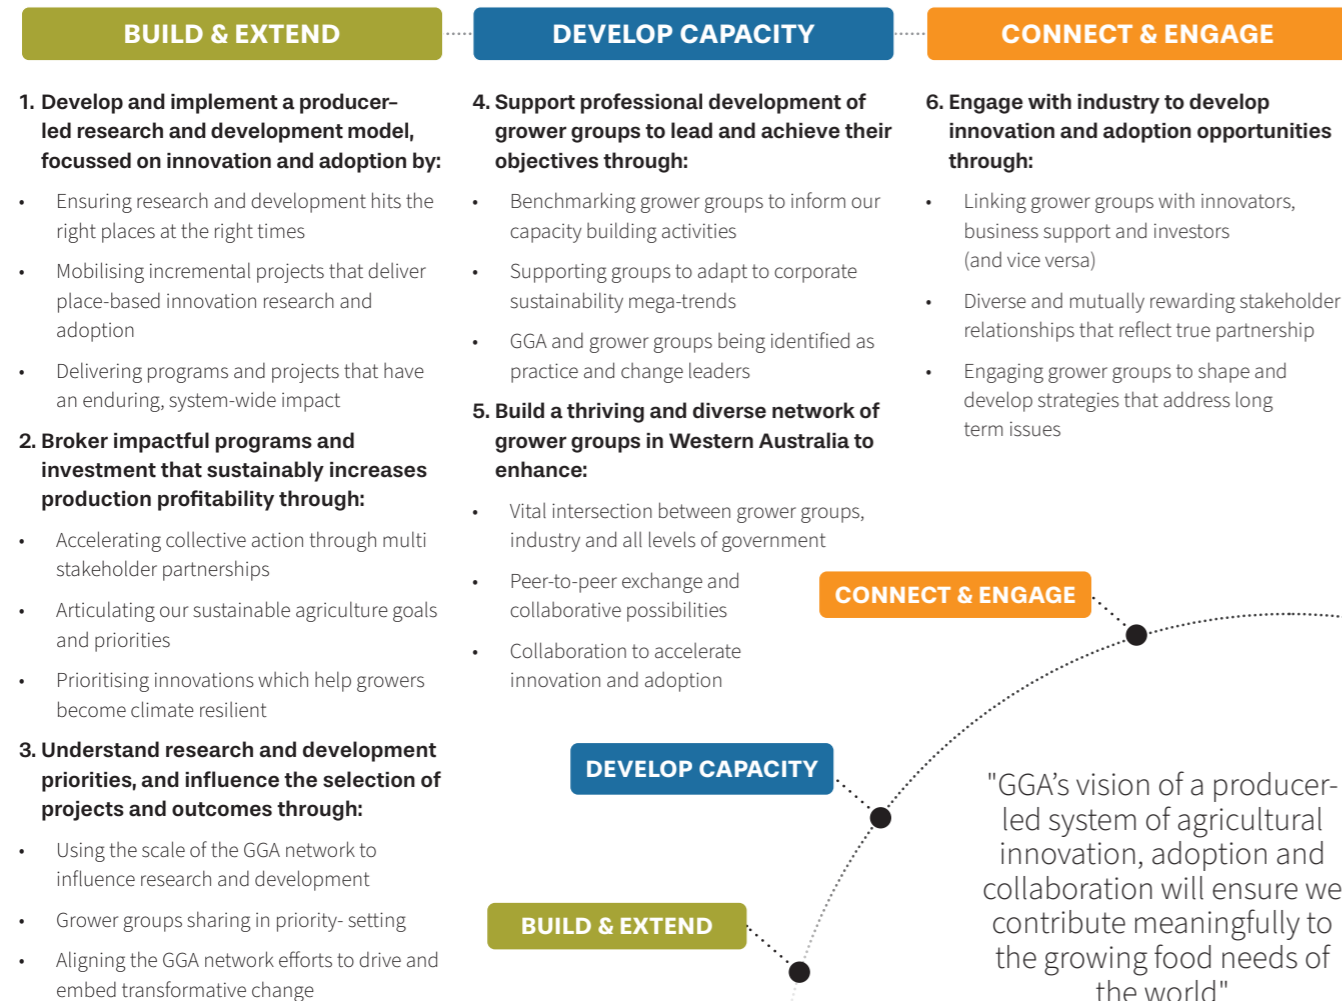 BUILD & EXTEND
1. Develop and implement a producer–
led research and development model,
focussed on innovation and adoption by:
• Ensuring research and development hits the
right places at the right times
• Mobilising incremental projects that deliver
place-based innovation research and
adoption
• Delivering programs and projects that have
an enduring, system-wide impact
2. Broker impactful programs and
investment that sustainably increases
production profitability through:
• Accelerating collective action through multi
stakeholder partnerships
• Articulating our sustainable agriculture goals
and priorities
• Prioritising innovations which help growers
become climate resilient
3. Understand research and development
priorities, and influence the selection of
projects and outcomes through:
• Using the scale of the GGA network to
influence research and development
• Grower groups sharing in priority- setting
• Aligning the GGA network efforts to drive and
embed transformative change
DEVELOP CAPACITY
4. Support professional development of
grower groups to lead and achieve their
objectives through:
• Benchmarking grower groups to inform our
capacity building activities
• Supporting groups to adapt to corporate
sustainability mega-trends
• GGA and grower groups being identified as
practice and change leaders
5. Build a thriving and diverse network of
grower groups in Western Australia to
enhance:
• Vital intersection between grower groups,
industry and all levels of government
• Peer-to-peer exchange and
collaborative possibilities
• Collaboration to accelerate
innovation and adoption
CONNECT & ENGAGE
6. Engage with industry to develop
innovation and adoption opportunities
through:
• Linking grower groups with innovators,
business support and investors
(and vice versa)
• Diverse and mutually rewarding stakeholder
relationships that reflect true partnership
• Engaging grower groups to shape and
develop strategies that address long
term issues
CONNECT & ENGAGE
DEVELOP CAPACITY
BUILD & EXTEND
"GGA’s vision of a producer-
led system of agricultural
innovation, adoption and
collaboration will ensure we
contribute meaningfully to
the growing food needs of
the world"